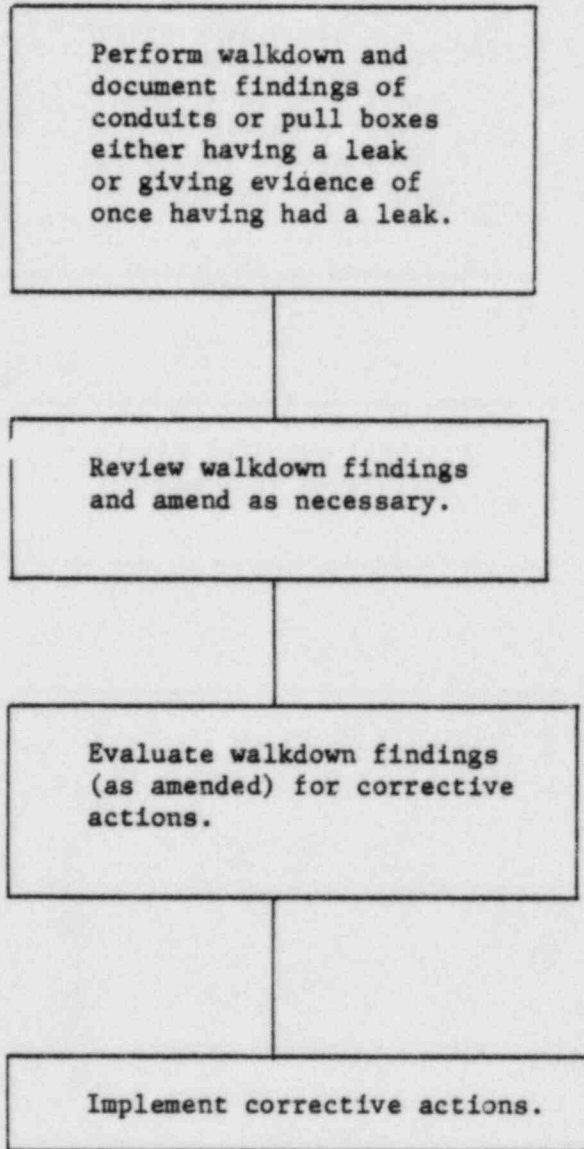 Perform walkdown and
document findings of
conduits or pull boxes
either having a leak
or giving evidence of
once having had a leak.
Review walkdown findings
and amend as necessary.
Evaluate walkdown findings
(as amended) for corrective
actions.
Implement corrective actions.